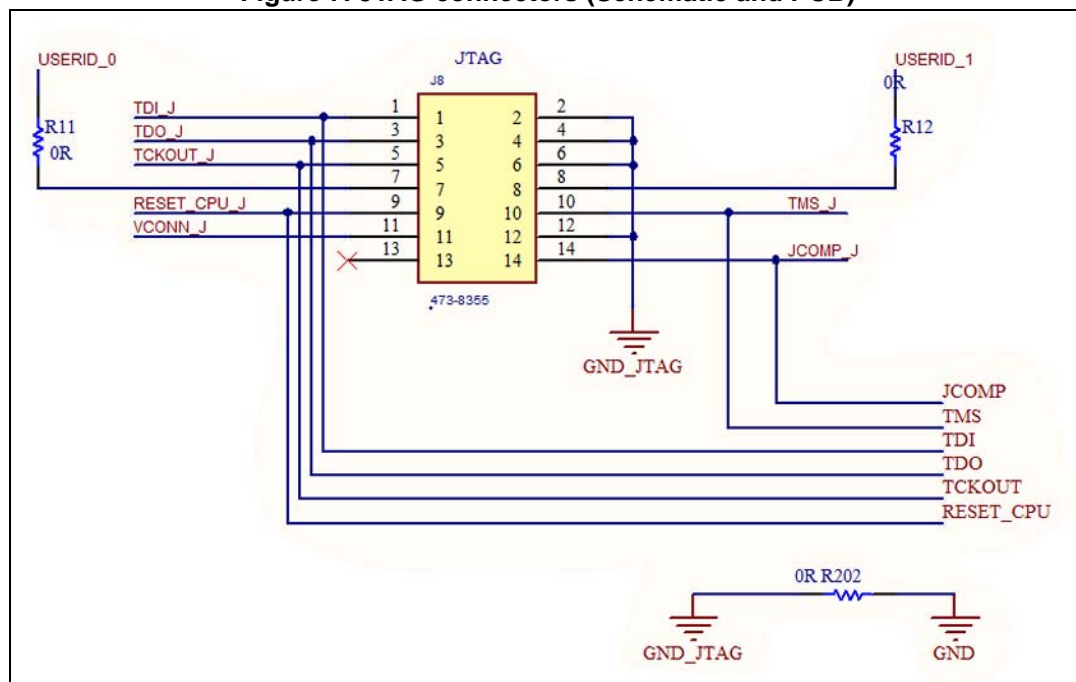 Figure 7. JTAG connectors (Schematic and PCB)
USERID_0
JTAG
USERID_1
J8
0R
R11
0R
R12
TDI_J
1
1
2
2
TDO_J
3
3
4
4
TCKOUT_J
5
5
6
6
7
7
8
8
RESET_CPU_J
9
9
10
10
TMS_J
VCONN_J
11
11
12
12
13
13
14
14
JCOMP_J
473-8355
GND_JTAG
JCOMP
TMS
TDI
TDO
TCKOUT
RESET_CPU
0R R202
GND_JTAG
GND